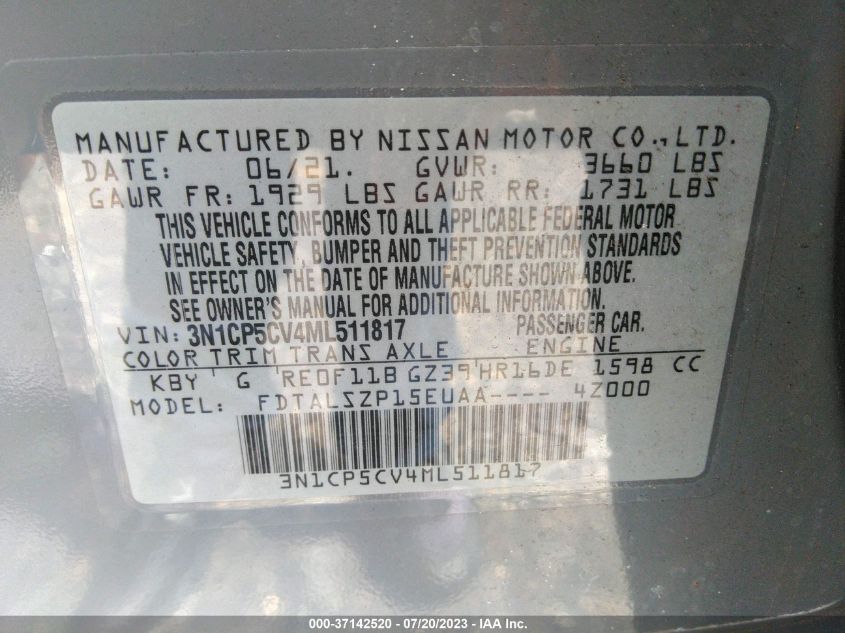 MANUFACTURED BY NISSAN MOTOR CO., LTD.
DATE: 06/21. GVWR: 3660 LBS
GAWR FR: 1929 LBS GAWR RR: 1731 LBS
THIS VEHICLE CONFORMS TO ALL APPLICABLE FEDERAL MOTOR
VEHICLE SAFETY, BUMPER AND THEFT PREVENTION STANDARDS
IN EFFECT ON THE DATE OF MANUFACTURE SHOWN ABOVE.
SEE OWNER'S MANUAL FOR ADDITIONAL INFORMATION.
VIN: 3N1CP5CV4ML511817 PASSENGER CAR.
COLOR TRIM TRANS AXLE ENGINE
KBY G RE0F11B GZ39 HR16DE 1598 CC
MODEL: FDTALSZP15EUAA---- 4Z000
3N1CP5CV4ML511817
000-37142520 - 07/20/2023 - IAA Inc.